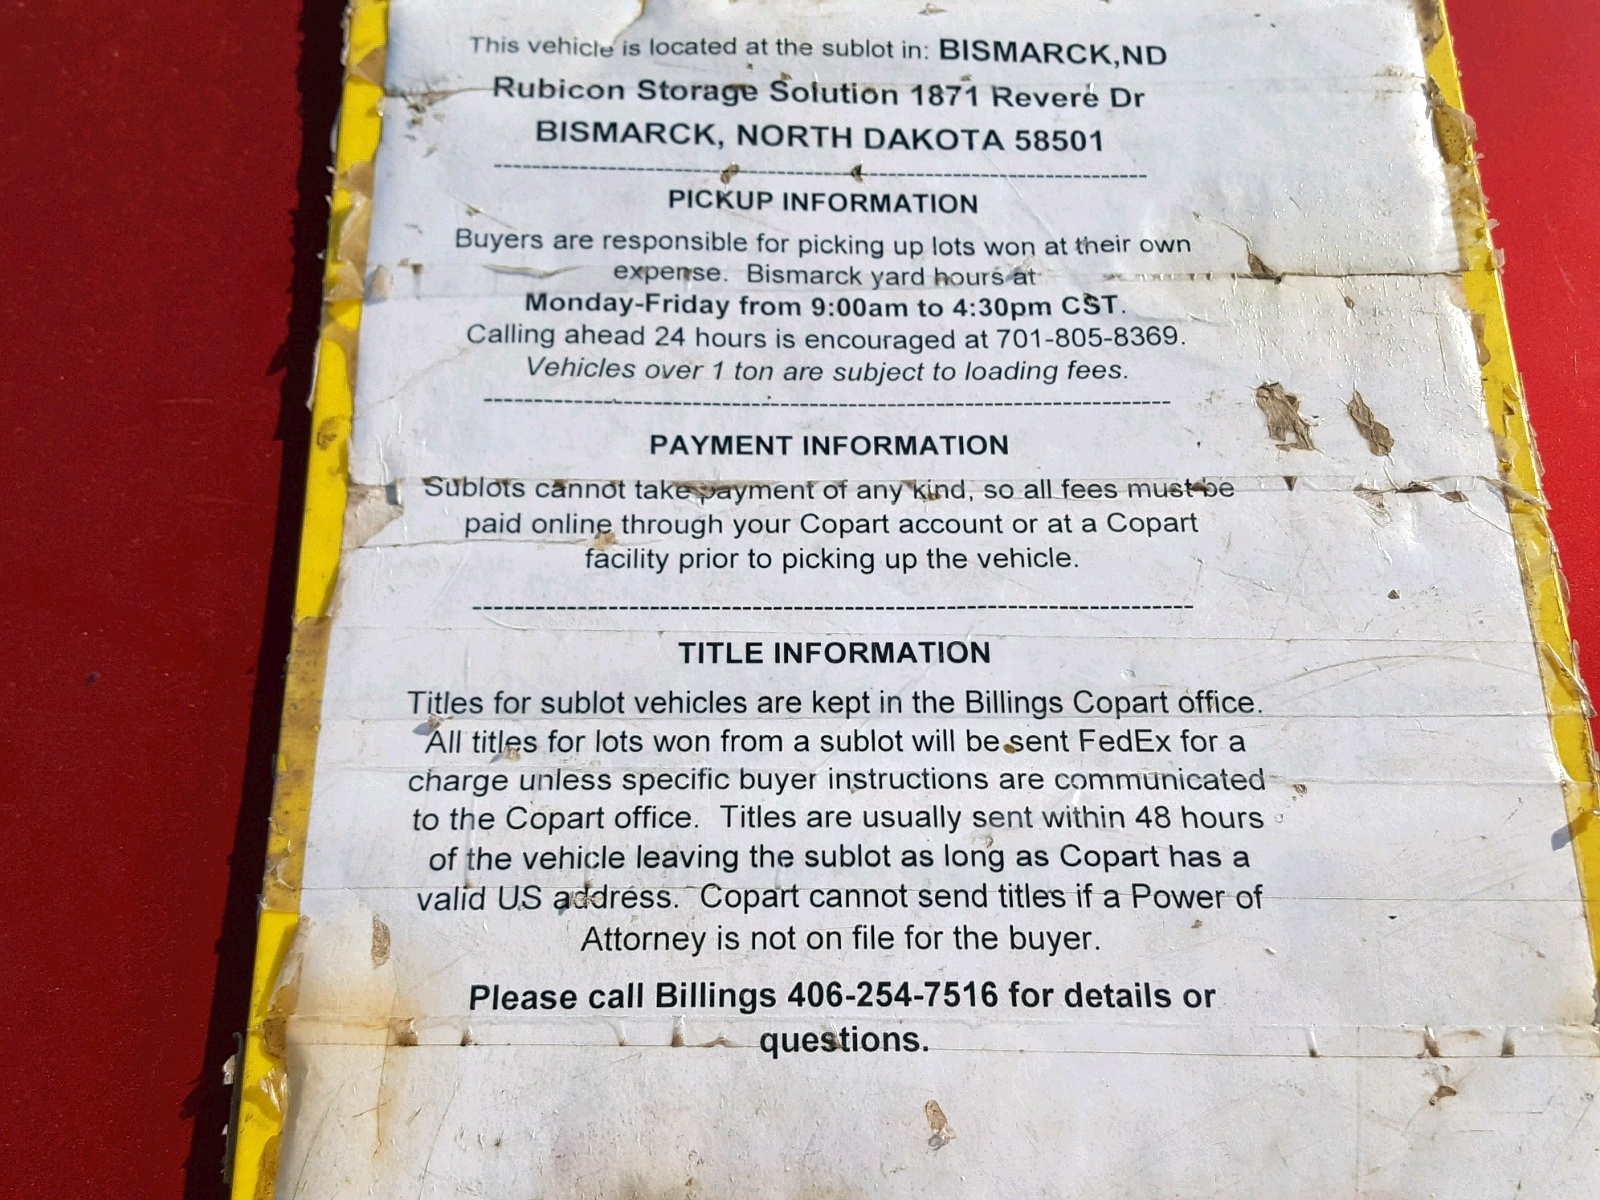 This vehicle is located at the sublot in: BISMARCK,ND
Rubicon Storage Solution 1871 Revere Dr
BISMARCK, NORTH DAKOTA 58501
--------------------------------------------------------------------------------
PICKUP INFORMATION
Buyers are responsible for picking up lots won at their own
expense. Bismarck yard hours at
Monday-Friday from 9:00am to 4:30pm CST.
Calling ahead 24 hours is encouraged at 701-805-8369.
Vehicles over 1 ton are subject to loading fees.
--------------------------------------------------------------------------------
PAYMENT INFORMATION
Sublots cannot take payment of any kind, so all fees must be
paid online through your Copart account or at a Copart
facility prior to picking up the vehicle.
--------------------------------------------------------------------------------
TITLE INFORMATION
Titles for sublot vehicles are kept in the Billings Copart office.
All titles for lots won from a sublot will be sent FedEx for a
charge unless specific buyer instructions are communicated
to the Copart office. Titles are usually sent within 48 hours
of the vehicle leaving the sublot as long as Copart has a
valid US address. Copart cannot send titles if a Power of
Attorney is not on file for the buyer.
Please call Billings 406-254-7516 for details or
questions.